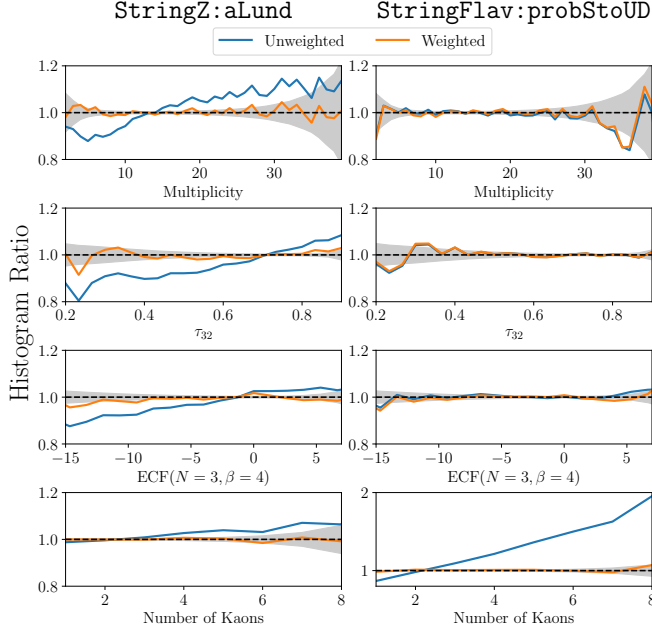 StringZ:aLund StringFlav:probStoUD
Unweighted Weighted
Histogram Ratio
1.2 1.2
1.0 1.0
0.8 0.8
10 20 30 10 20 30
Multiplicity Multiplicity
1.2 1.2
1.0 1.0
0.8 0.8
0.2 0.4 0.6 0.8 0.2 0.4 0.6 0.8
τ32 τ32
1.2 1.2
1.0 1.0
0.8 0.8
−15 −10 −5 0 5 −15 −10 −5 0 5
ECF(N = 3, β = 4) ECF(N = 3, β = 4)
1.2 2
1.0 1
0.8
2 4 6 8 2 4 6 8
Number of Kaons Number of Kaons